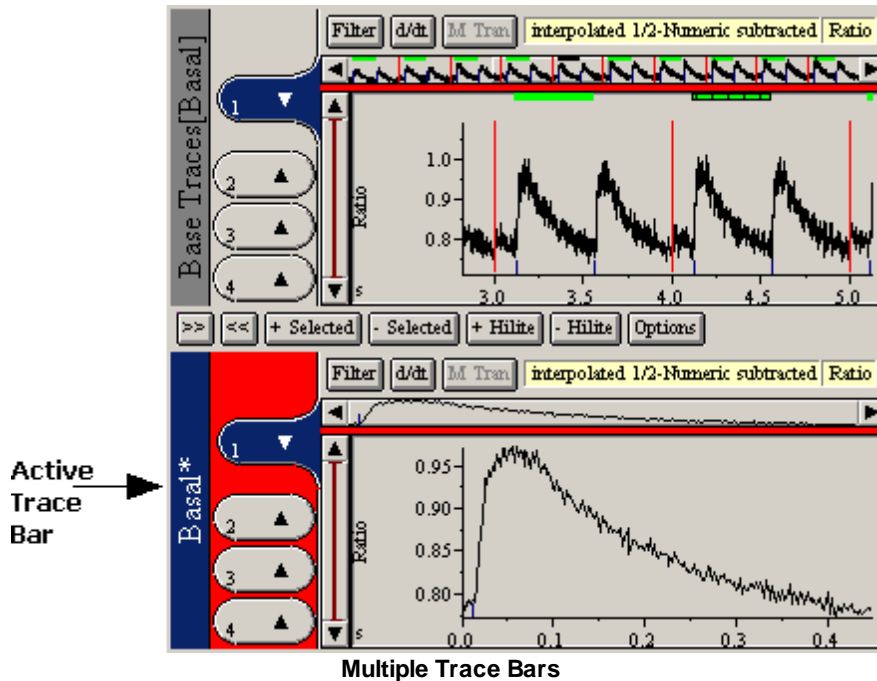 Filter d/dt M Tran interpolated 1/2-Numeric subtracted Ratio
Base Traces[Basal]
1
2
3
4
Ratio
s
1.0
0.9
0.8
3.0 3.5 4.0 4.5 5.0
>> << + Selected - Selected + Hilite - Hilite Options
Filter d/dt M Tran interpolated 1/2-Numeric subtracted Ratio
Active
Trace
Bar
Basal*
1
2
3
4
Ratio
s
0.95
0.90
0.85
0.80
0.0 0.1 0.2 0.3 0.4
Multiple Trace Bars